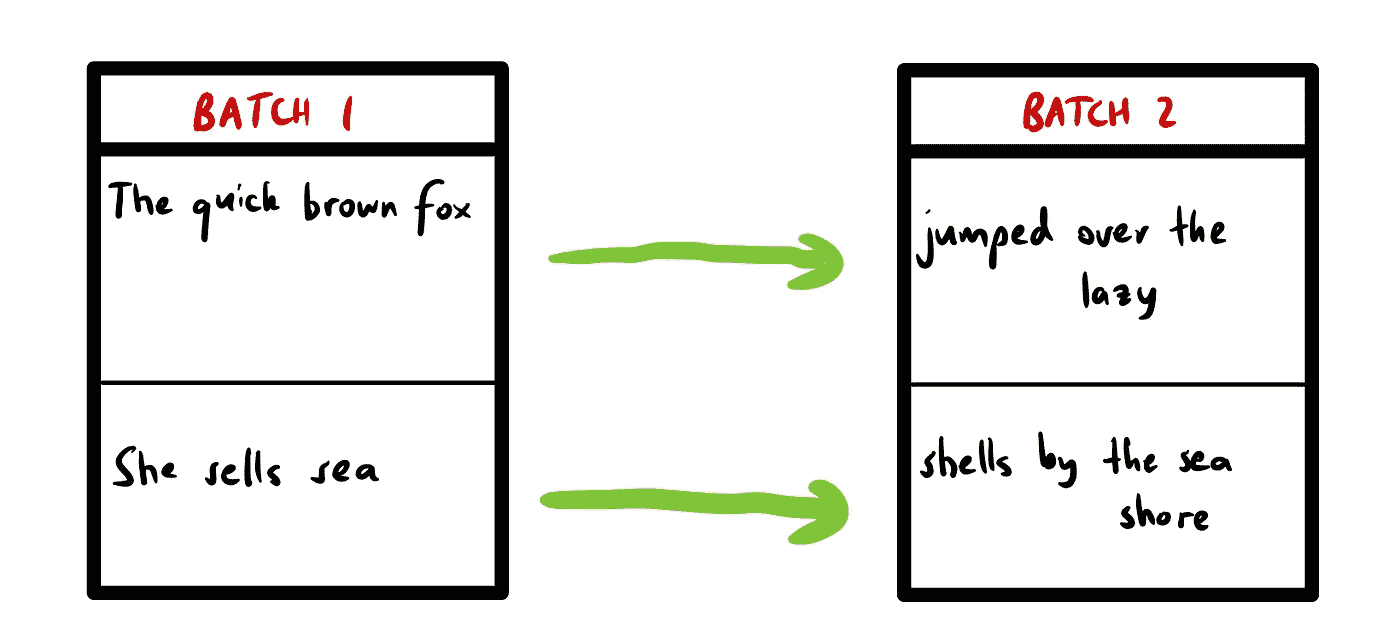 BATCH 1
The quick brown fox
She sells sea
BATCH 2
jumped over the
lazy
shells by the sea
shore